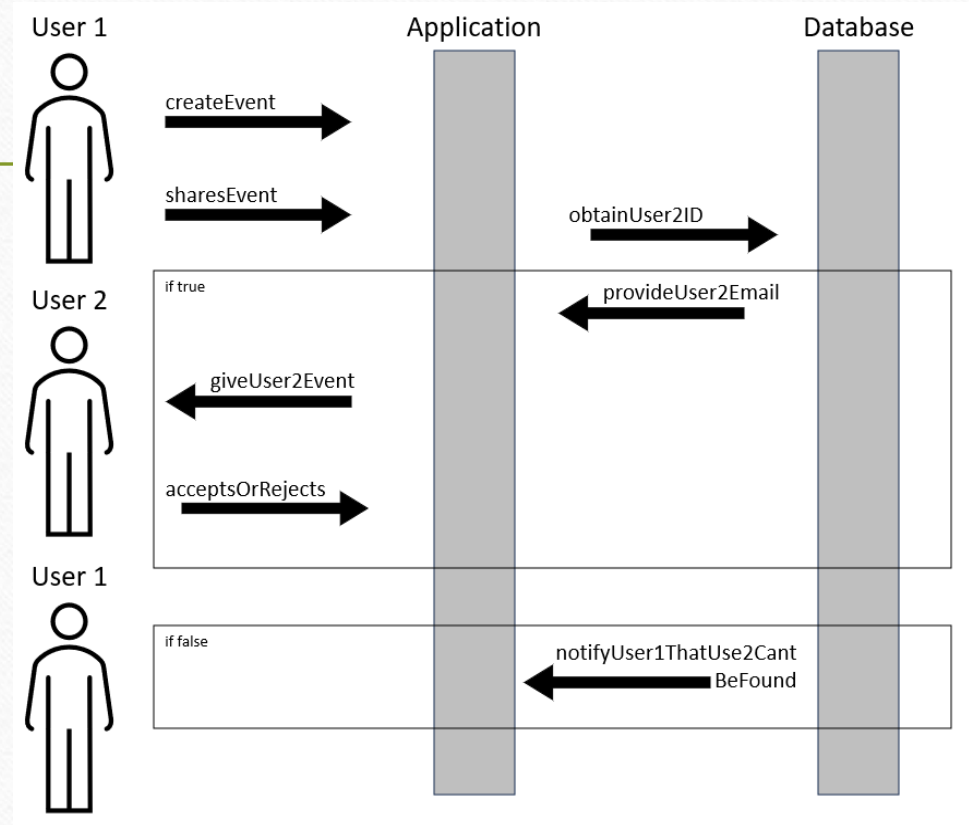 User 1
Application
Database
createEvent
sharesEvent
obtainUser2ID
if true
provideUser2Email
User 2
giveUser2Event
acceptsOrRejects
User 1
if false
notifyUser1ThatUse2Cant
BeFound